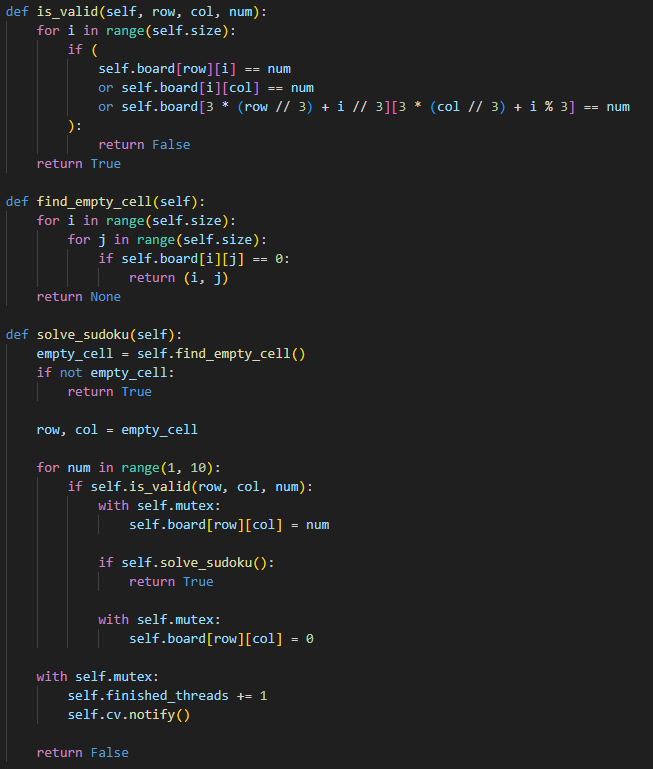 def is_valid(self, row, col, num):
    for i in range(self.size):
        if (
            self.board[row][i] == num
            or self.board[i][col] == num
            or self.board[3 * (row // 3) + i // 3][3 * (col // 3) + i % 3] == num
        ):
            return False
    return True

def find_empty_cell(self):
    for i in range(self.size):
        for j in range(self.size):
            if self.board[i][j] == 0:
                return (i, j)
    return None

def solve_sudoku(self):
    empty_cell = self.find_empty_cell()
    if not empty_cell:
        return True

    row, col = empty_cell

    for num in range(1, 10):
        if self.is_valid(row, col, num):
            with self.mutex:
                self.board[row][col] = num

            if self.solve_sudoku():
                return True

            with self.mutex:
                self.board[row][col] = 0

    with self.mutex:
        self.finished_threads += 1
        self.cv.notify()

    return False